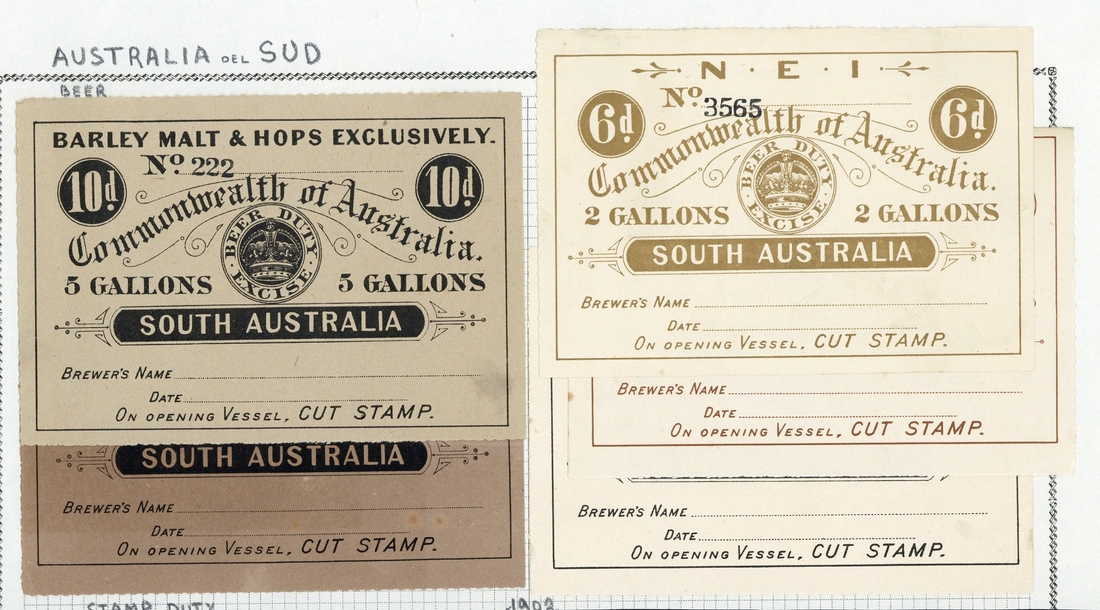 AUSTRALIA DEL SUD
BEER
BARLEY MALT & HOPS EXCLUSIVELY.
No. 222
10d 10d
Commonwealth of Australia.
BEER DUTY EXCISE
5 GALLONS 5 GALLONS
SOUTH AUSTRALIA
BREWER'S NAME
DATE
ON OPENING VESSEL, CUT STAMP.
SOUTH AUSTRALIA
BREWER'S NAME
DATE
ON OPENING VESSEL, CUT STAMP.
N·E·I
No. 3565
6d 6d
Commonwealth of Australia.
BEER DUTY EXCISE
2 GALLONS 2 GALLONS
SOUTH AUSTRALIA
BREWER'S NAME
DATE
ON OPENING VESSEL, CUT STAMP.
BREWER'S NAME
DATE
ON OPENING VESSEL, CUT STAMP.
BREWER'S NAME
DATE
ON OPENING VESSEL, CUT STAMP.
STAMP DUTY
1902